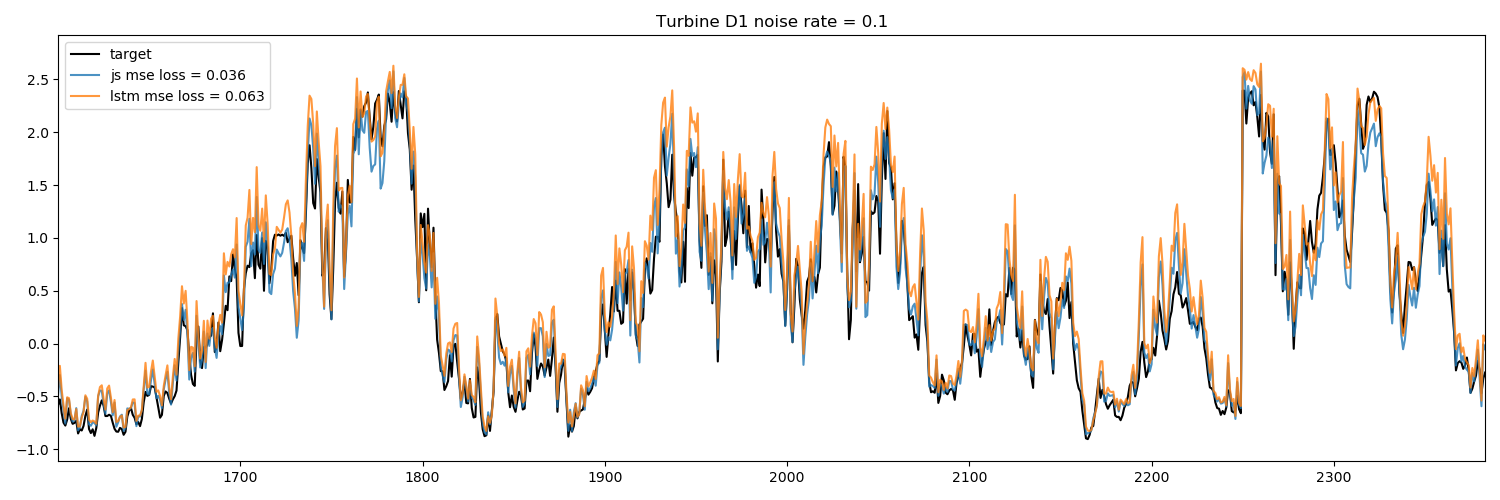 Turbine D1 noise rate = 0.1
target
js mse loss = 0.036
lstm mse loss = 0.063
2.5
2.0
1.5
1.0
0.5
0.0
−0.5
−1.0
1700 1800 1900 2000 2100 2200 2300